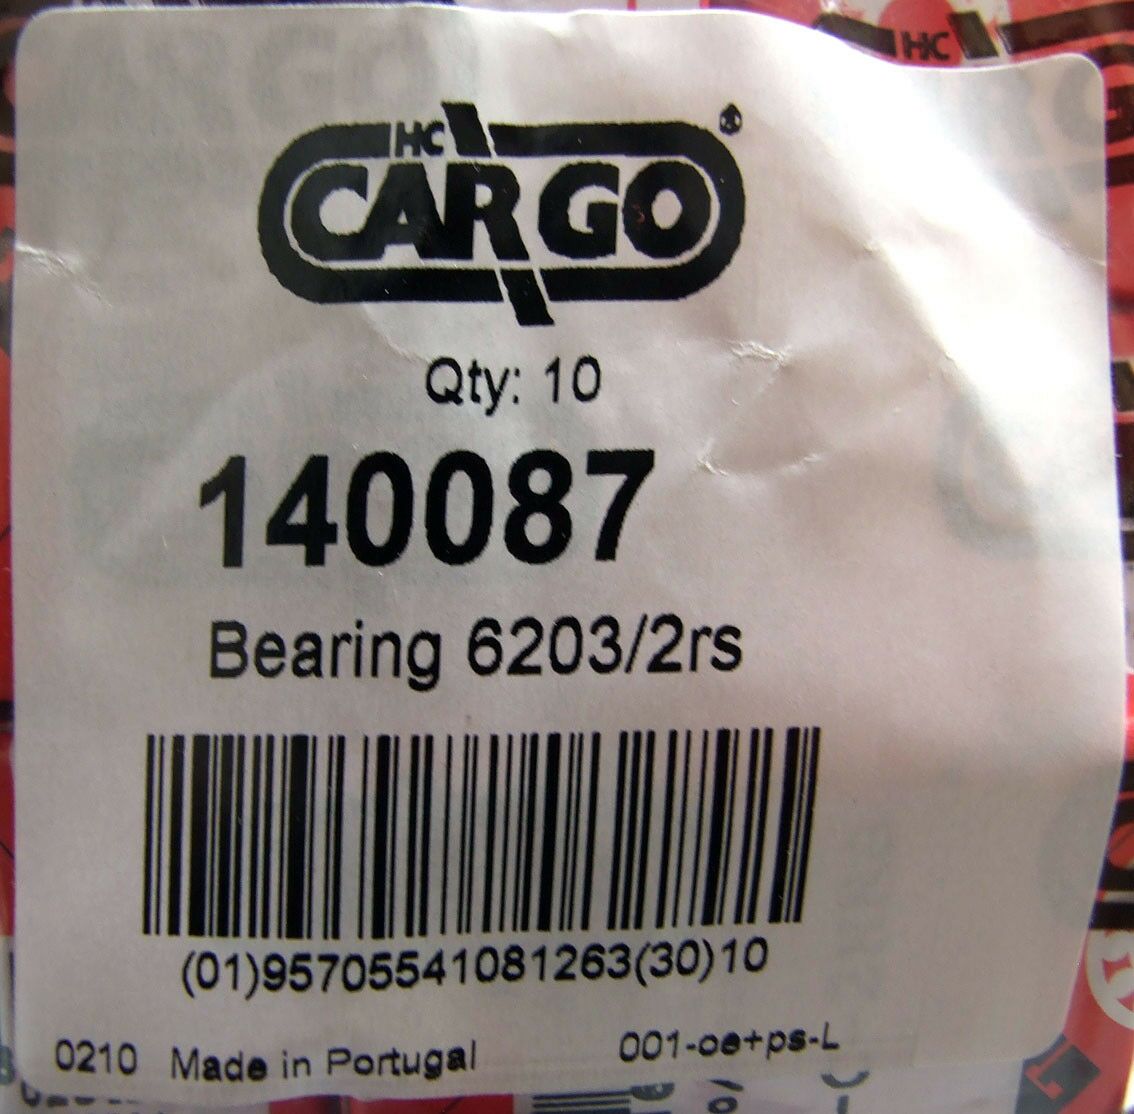 HC
CARGO®
Qty: 10
140087
Bearing 6203/2rs
(01)95705541081263(30)10
0210 Made in Portugal 001-oe+ps-L
HC